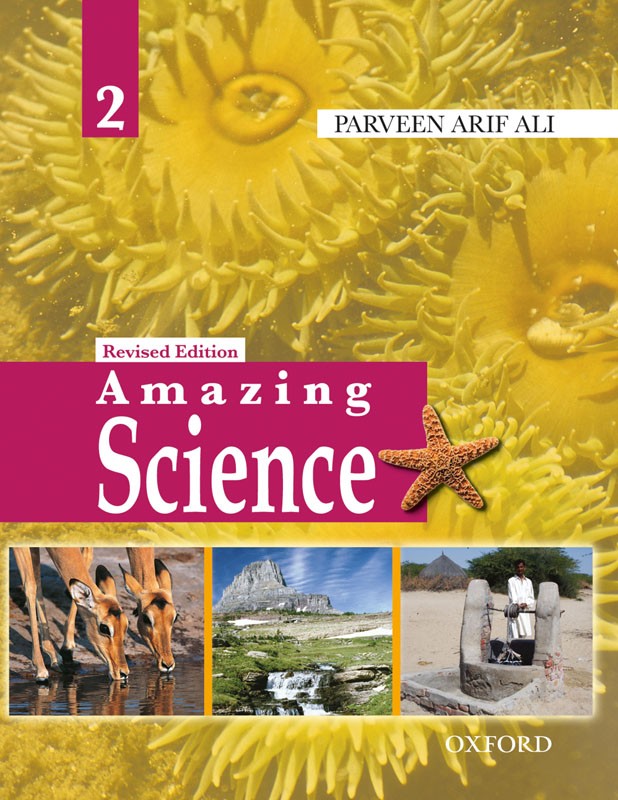 2
PARVEEN ARIF ALI
Revised Edition
Amazing
Science
OXFORD